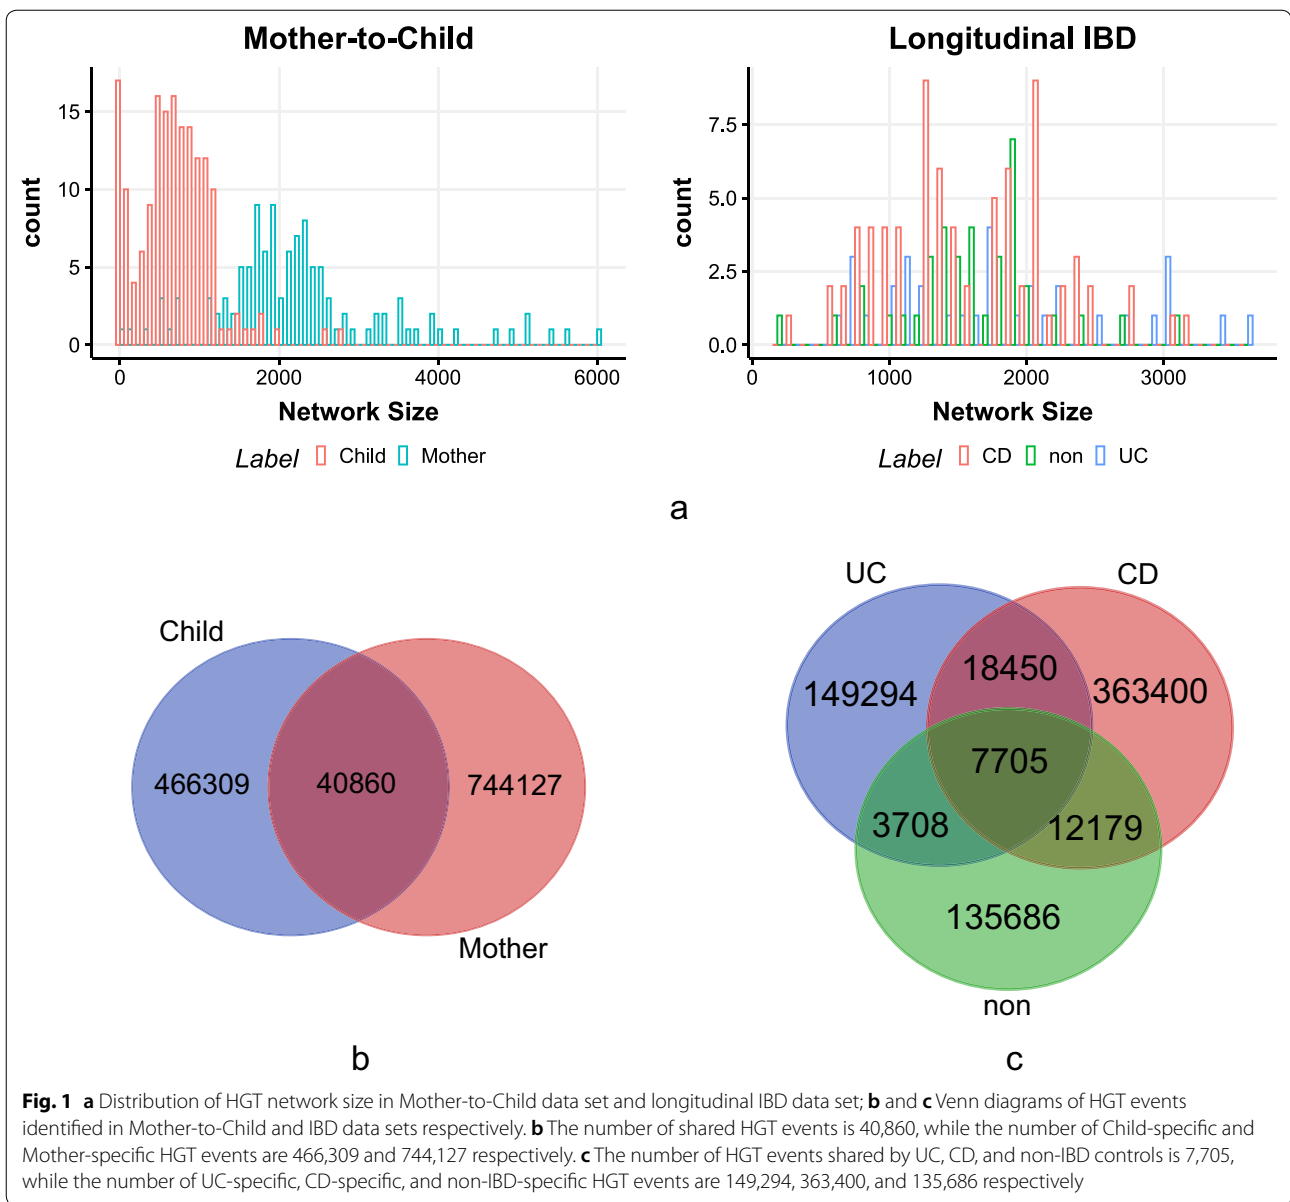 Mother-to-Child
15
10
5
0
count
0 2000 4000 6000
Network Size
Label Child Mother
Longitudinal IBD
7.5
5.0
2.5
0.0
count
0 1000 2000 3000
Network Size
Label CD non UC
a
Child
466309 40860 744127
Mother
b
UC CD
18450
149294 363400
7705
3708 12179
135686
non
c
Fig. 1 a Distribution of HGT network size in Mother-to-Child data set and longitudinal IBD data set; b and c Venn diagrams of HGT events
identified in Mother-to-Child and IBD data sets respectively. b The number of shared HGT events is 40,860, while the number of Child-specific and
Mother-specific HGT events are 466,309 and 744,127 respectively. c The number of HGT events shared by UC, CD, and non-IBD controls is 7,705,
while the number of UC-specific, CD-specific, and non-IBD-specific HGT events are 149,294, 363,400, and 135,686 respectively